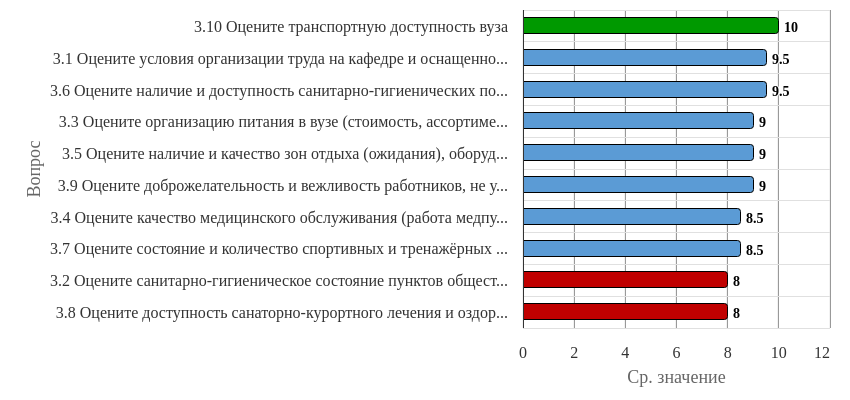 3.10 Оцените транспортную доступность вуза 10
3.1 Оцените условия организации труда на кафедре и оснащенно... 9.5
3.6 Оцените наличие и доступность санитарно-гигиенических по... 9.5
3.3 Оцените организацию питания в вузе (стоимость, ассортиме... 9
3.5 Оцените наличие и качество зон отдыха (ожидания), оборуд... 9
3.9 Оцените доброжелательность и вежливость работников, не у... 9
3.4 Оцените качество медицинского обслуживания (работа медпу... 8.5
3.7 Оцените состояние и количество спортивных и тренажёрных ... 8.5
3.2 Оцените санитарно-гигиеническое состояние пунктов общест... 8
3.8 Оцените доступность санаторно-курортного лечения и оздор... 8
Вопрос
0 2 4 6 8 10 12
Ср. значение